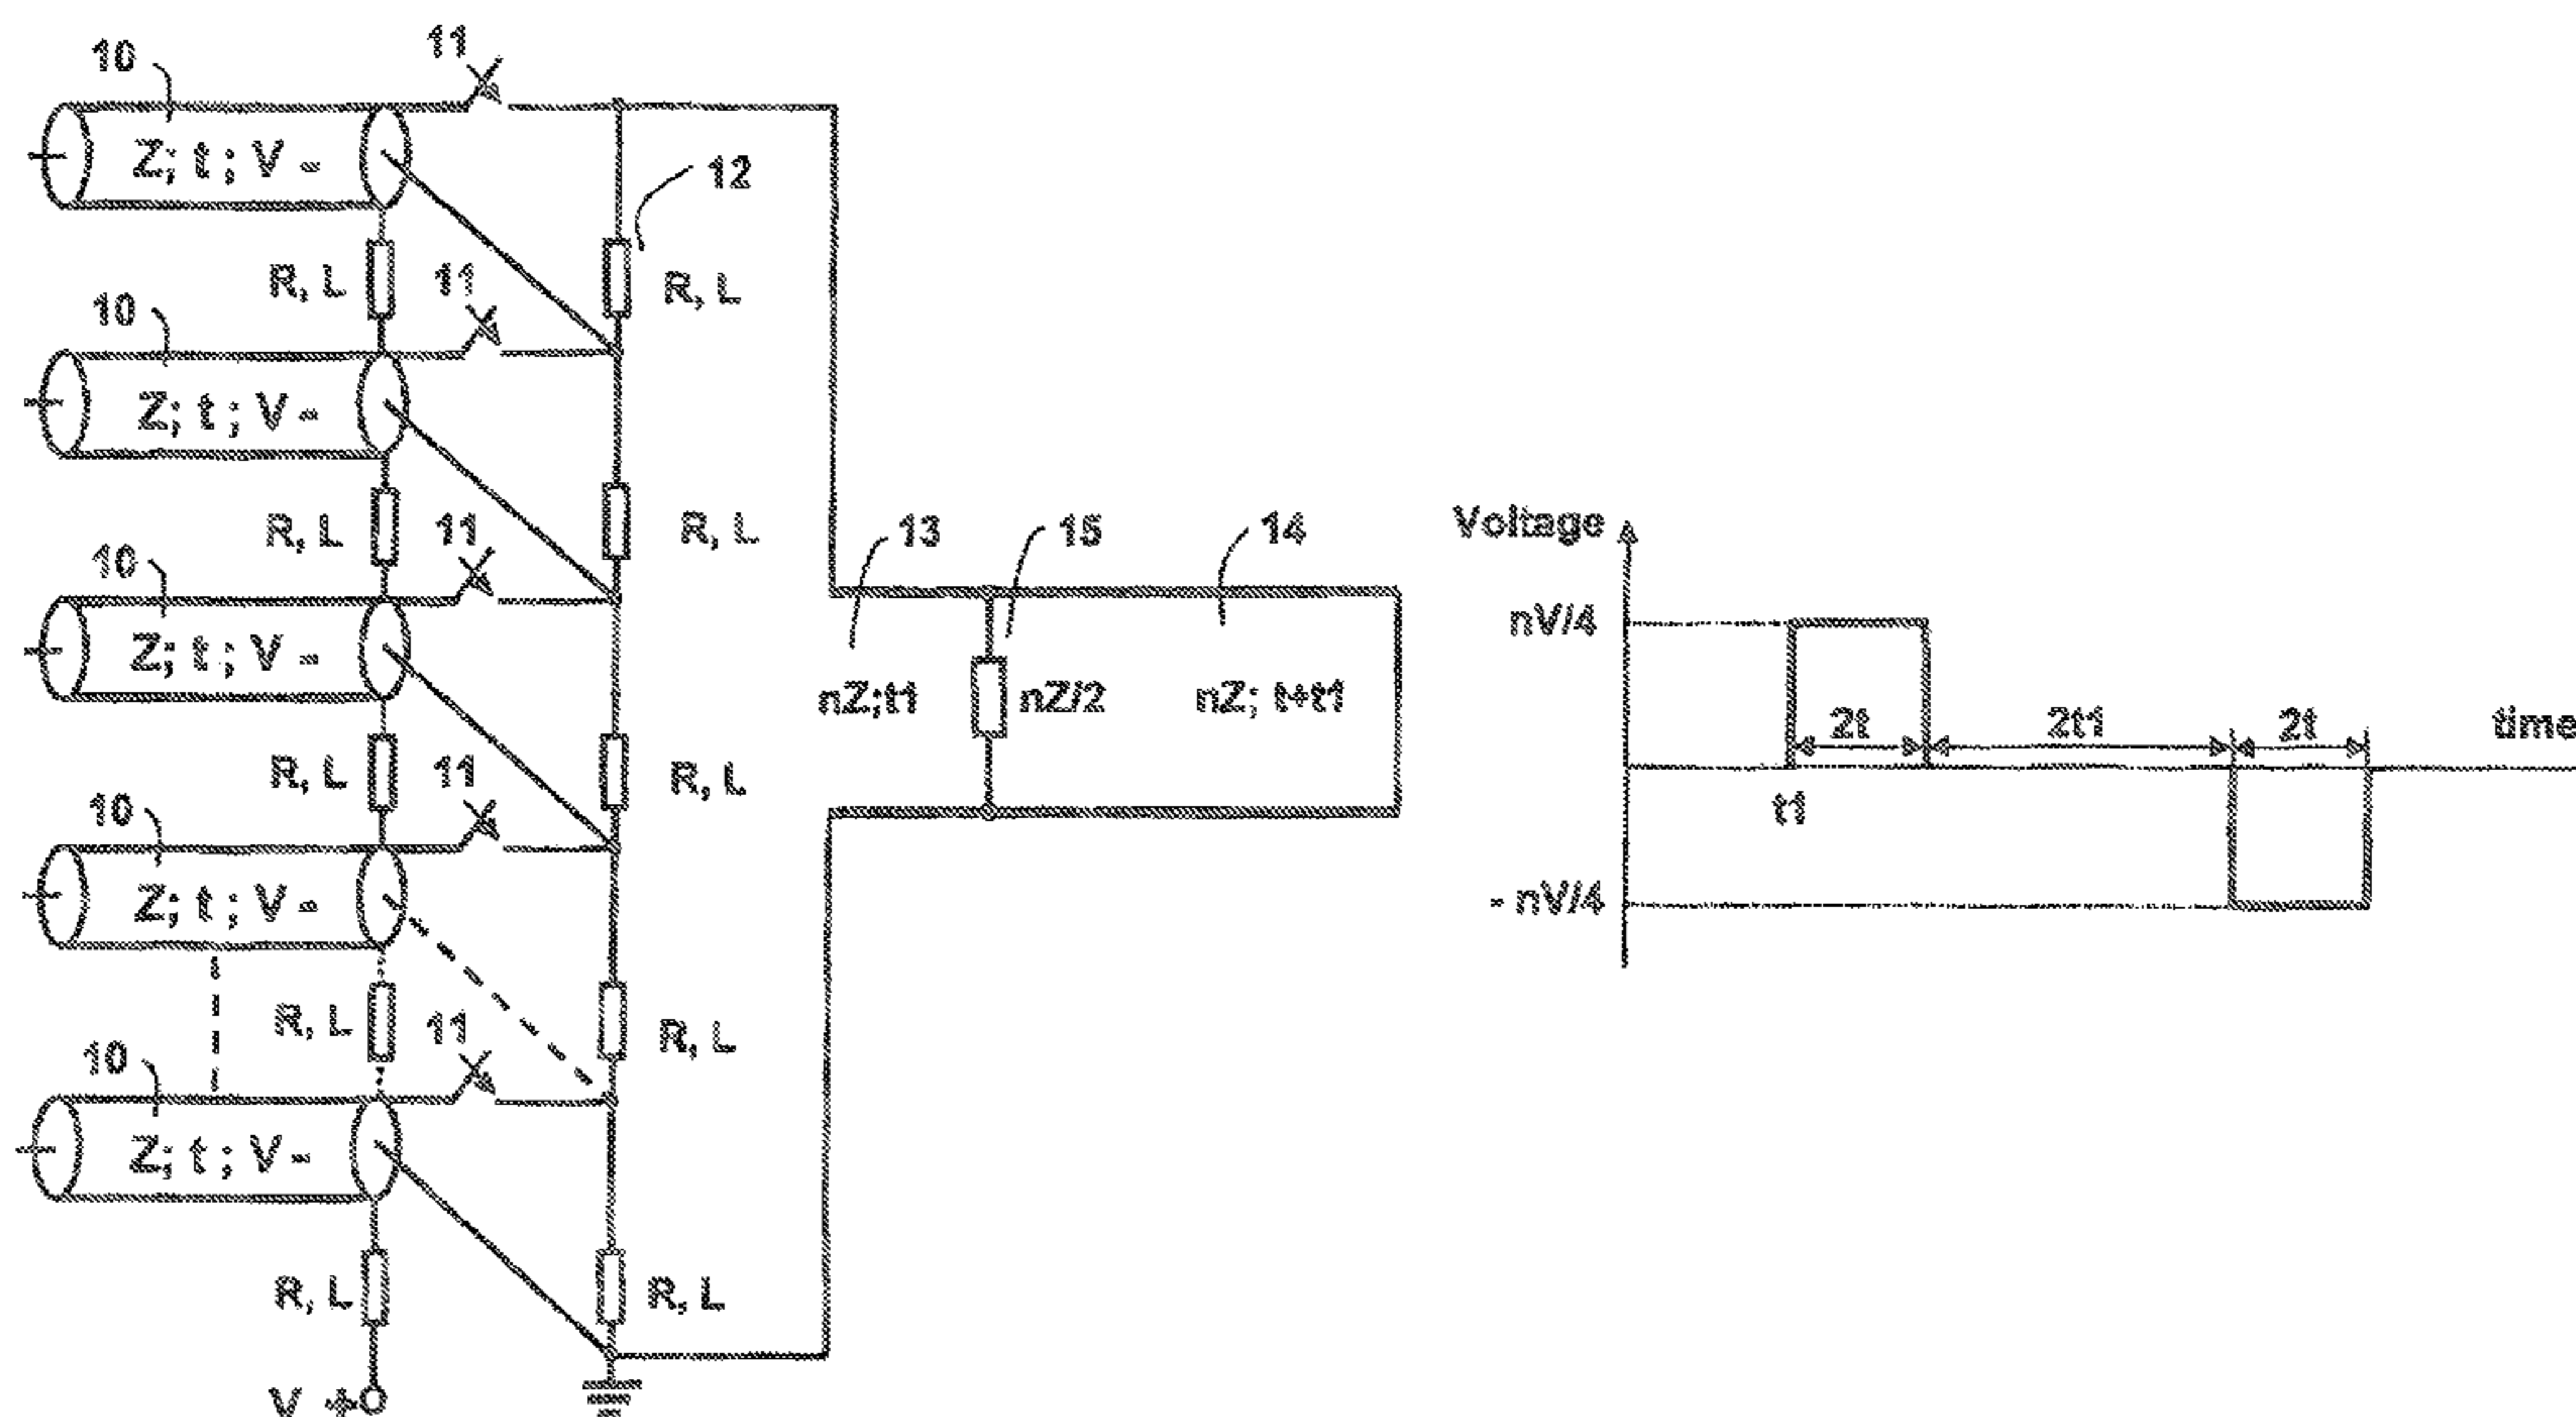 10
11
Z; t ; V -
12
R, L
R, L
10
11
Z; t ; V -
R, L
R, L
10
11
Z; t ; V -
R, L
R, L
10
11
Z; t ; V -
R, L
R, L
10
11
Z; t ; V -
R, L
R, L
V +
13
15
14
nZ;t1
nZ/2
nZ; t+t1
Voltage
nV/4
2t
2t1
2t
time
t1
- nV/4